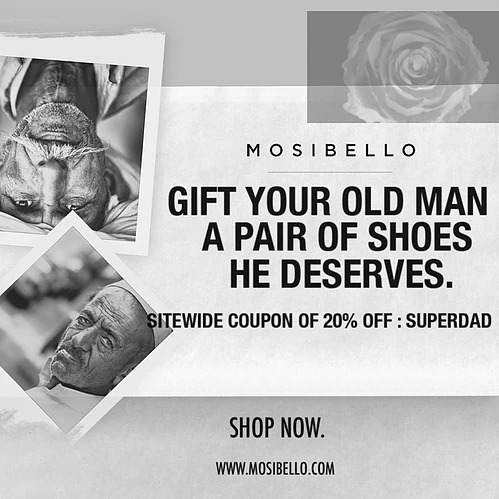 MOSIBELLO
GIFT YOUR OLD MAN
A PAIR OF SHOES
HE DESERVES.
SITEWIDE COUPON OF 20% OFF : SUPERDAD
SHOP NOW.
WWW.MOSIBELLO.COM